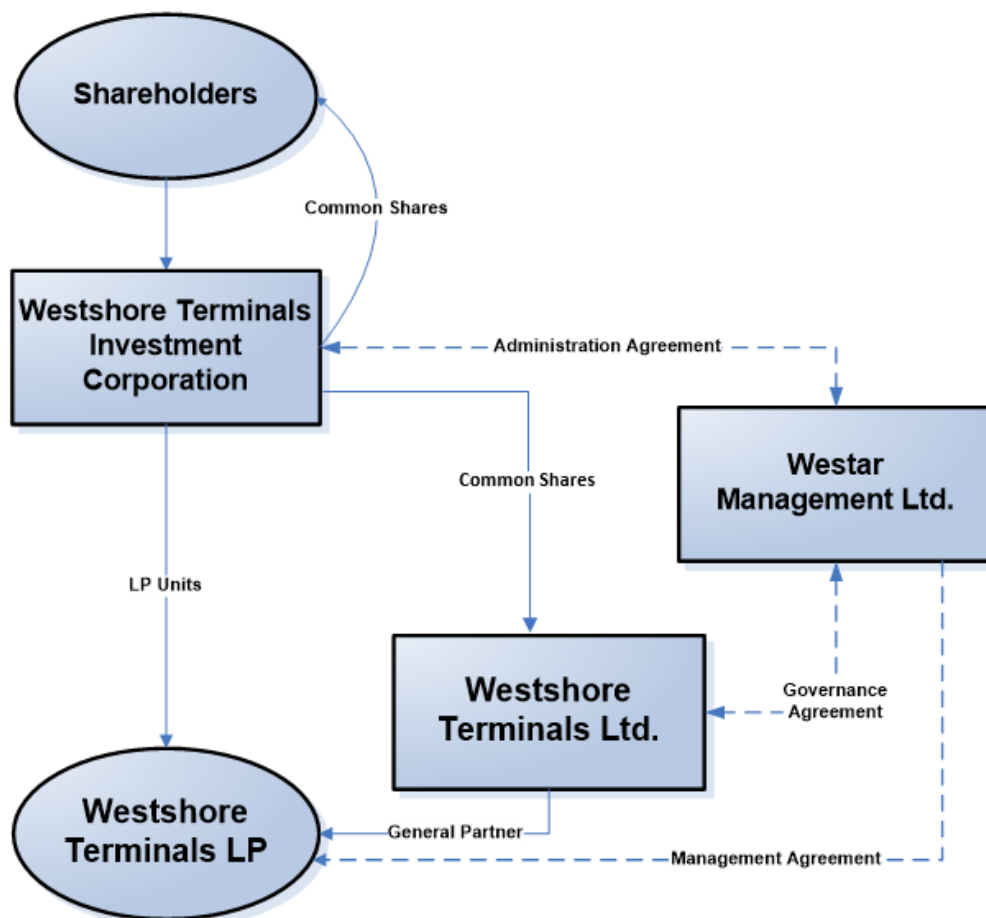 Shareholders
Common Shares
Westshore Terminals
Investment
Corporation
Administration Agreement
Westar
Management Ltd.
Common Shares
LP Units
Westshore
Terminals Ltd.
Governance
Agreement
Westshore
Terminals LP
General Partner
Management Agreement